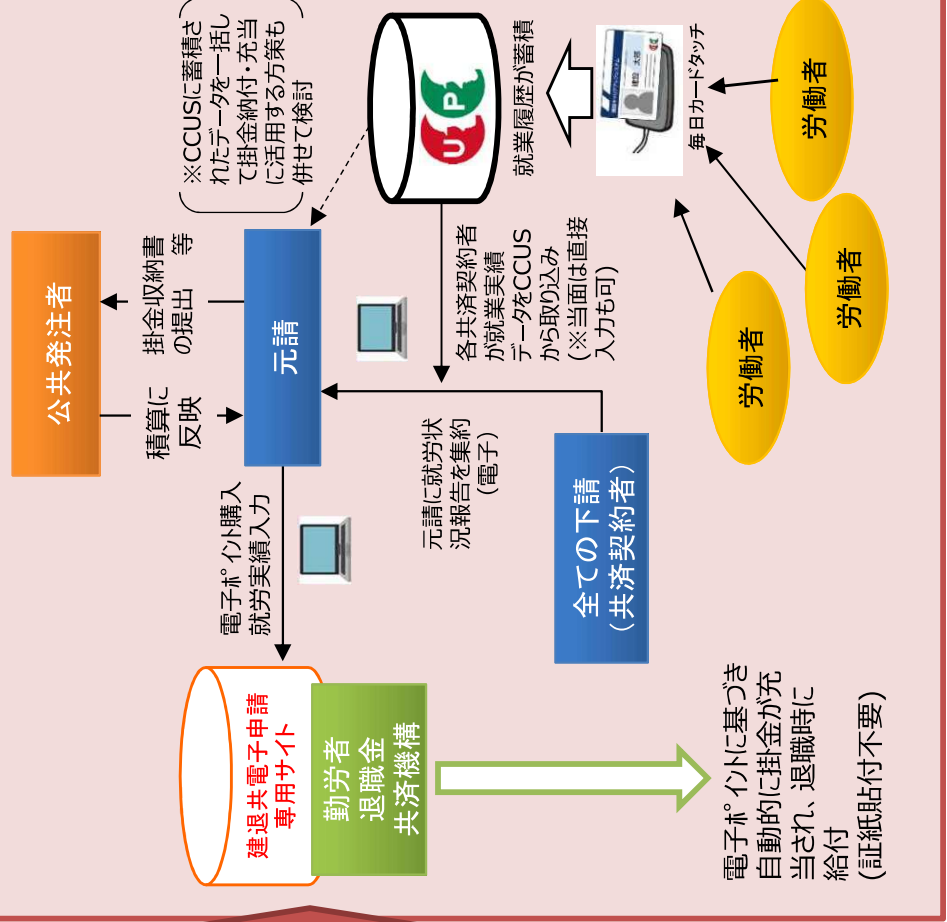 建退共電子申請
専用サイト
勤労者
退職金
共済機構
電子ポイントに基づき
自動的に掛金が充
当され、退職時に
給付
(証紙貼付不要)
電子ポイント購入
就労実績入力
公共発注者
積算に
反映
掛金収納書 等
の提出
元請
元請に就労状
況報告を集約
(電子)
全ての下請
(共済契約者)
各共済契約者
が就業実績
データをCCUS
から取り込み
(※当面は直接
入力も可)
※CCUSに蓄積さ
れたデータを一括し
て掛金納付・充当
に活用する方策も
併せて検討
UP
就業履歴が蓄積
毎日カードタッチ
労働者
労働者
労働者